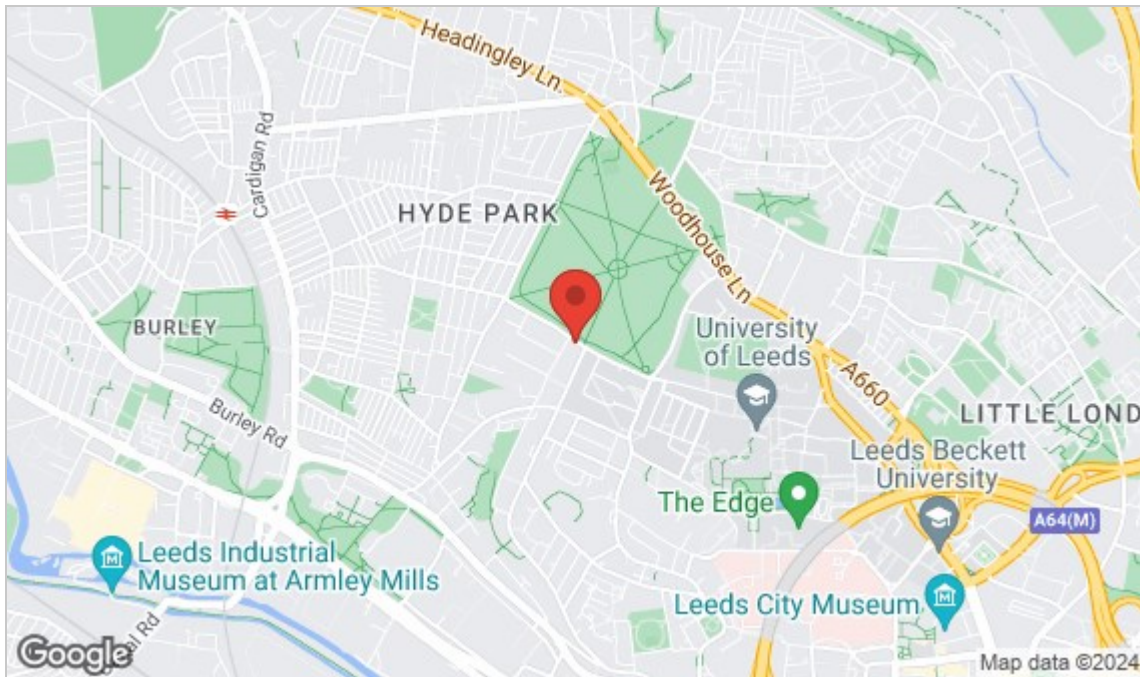 Headingley Ln.
Cardigan Rd
HYDE PARK
Woodhouse Ln
BURLEY
University
of Leeds
A660
Burley Rd
LITTLE LOND
Leeds Beckett
University
The Edge
A64(M)
Leeds Industrial
Museum at Armley Mills
Leeds City Museum
Rd
Google
Map data ©2024